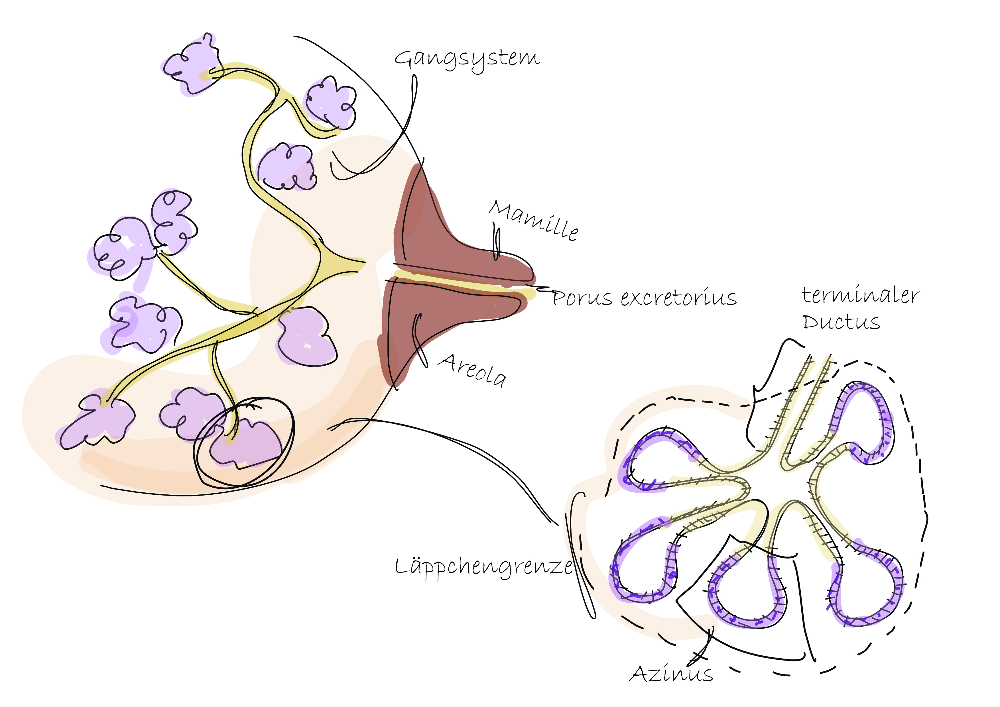 Gangsystem
Mamille
Porus excretorius
terminaler
Ductus
Areola
Läppchengrenze
Azinus